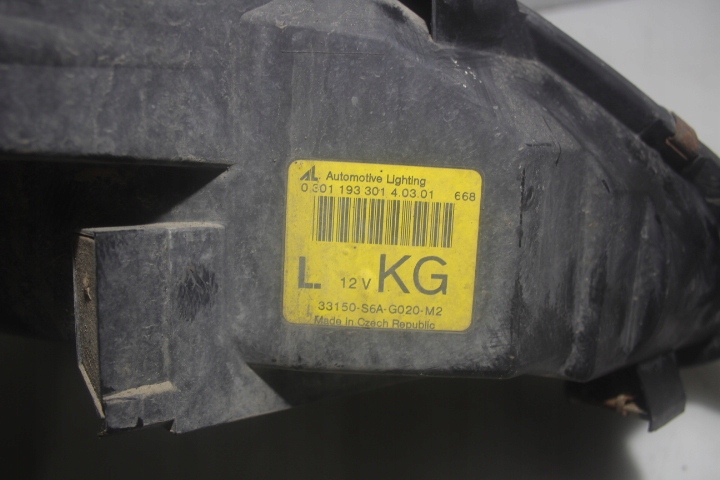 AL Automotive Lighting
0 301 193 301 4.03.01 668
L 12 V KG
33150-S6A-G020-M2
Made in Czech Republic